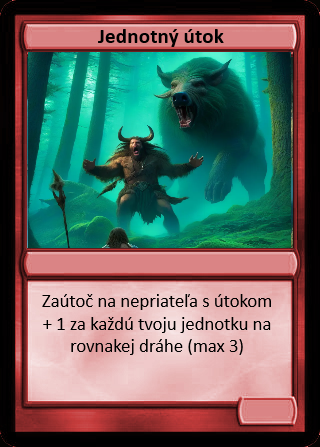 Jednotný útok
Zaútoč na nepriateľa s útokom
+ 1 za každú tvoju jednotku na
rovnakej dráhe (max 3)